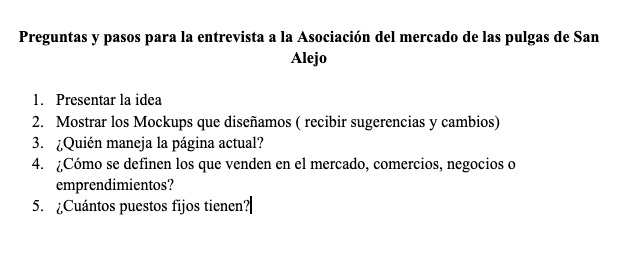 Preguntas y pasos para la entrevista a la Asociación del mercado de las pulgas de San
Alejo
1. Presentar la idea
2. Mostrar los Mockups que diseñamos ( recibir sugerencias y cambios)
3. ¿Quién maneja la página actual?
4. ¿Cómo se definen los que venden en el mercado, comercios, negocios o
emprendimientos?
5. ¿Cuántos puestos fijos tienen?